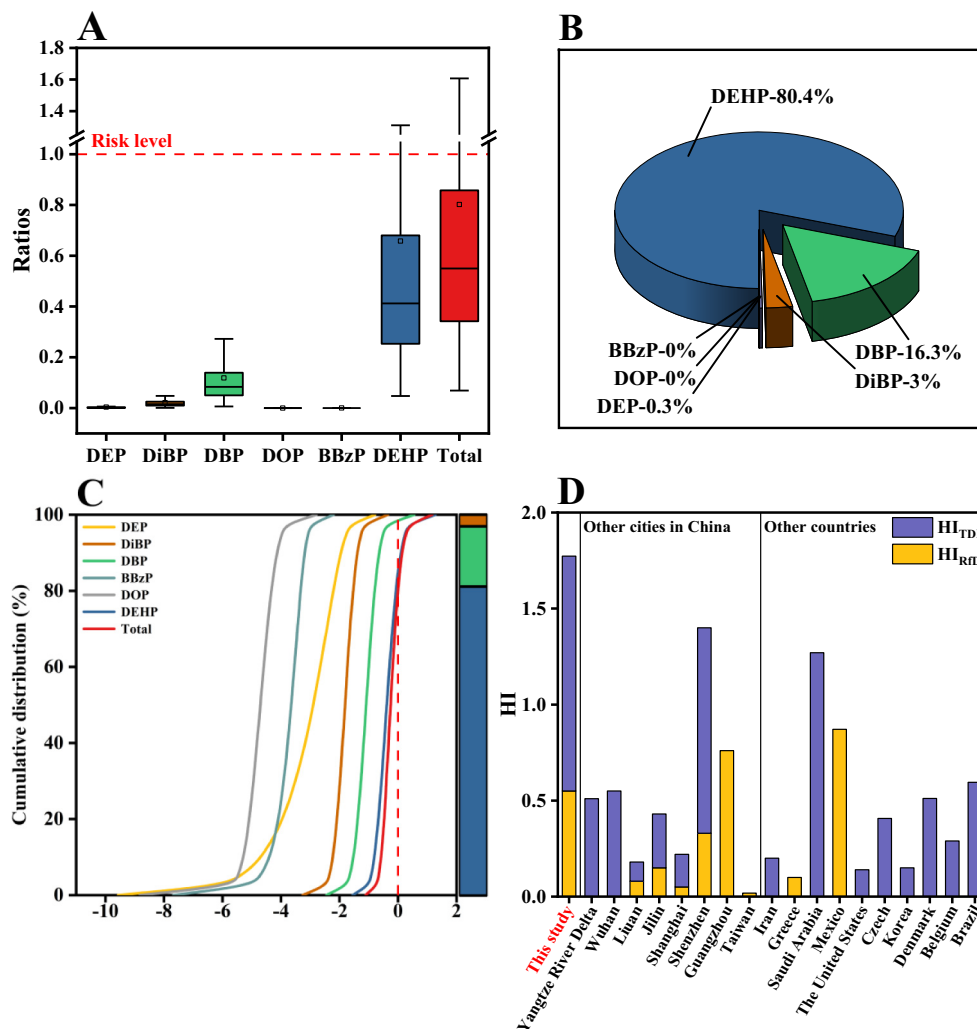 A
1.8
1.6
1.4
Risk level
1.0
0.8
0.6
0.4
0.2
0.0
Ratios
DEP DiBP DBP DOP BBzP DEHP Total
B
DEHP-80.4%
DBP-16.3%
BBzP-0%
DiBP-3%
DOP-0%
DEP-0.3%
C
100
80
60
40
20
0
Cumulative distribution (%)
DEP
DiBP
DBP
BBzP
DOP
DEHP
Total
-10 -8 -6 -4 -2 0 2
D
2.0
1.5
1.0
0.5
0.0
HI
Other cities in China
Other countries
HI TD
HI RfD
This study
Yangtze River Delta
Wuhan
Liuan
Jilin
Shanghai
Shenzhen
Guangzhou
Taiwan
Iran
Greece
Saudi Arabia
Mexico
The United States
Czech
Korea
Denmark
Belgium
Brazil